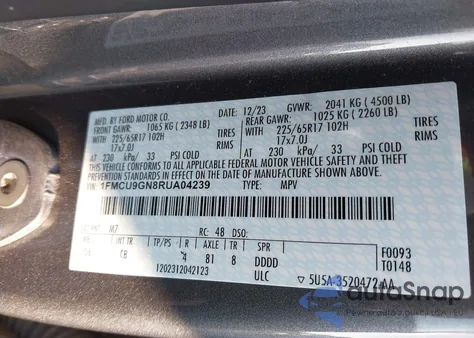 MFD. BY FORD MOTOR CO.
12/23 GVWR: 2041 KG ( 4500 LB)
FRONT GAWR: 1065 KG ( 2348 LB)
REAR GAWR: 1025 KG ( 2260 LB)
225/65R17 102H TIRES 225/65R17 102H TIRES
17x7.0J RIMS 17x7.0J RIMS
AT 230 kPa/ 33 PSI COLD AT 230 kPa/ 33 PSI COLD
THIS VEHICLE CONFORMS TO ALL APPLICABLE FEDERAL MOTOR VEHICLE SAFETY AND THEFT PREVENTION STANDARDS IN EFFECT ON THE DATE OF MANUFACTURE SHOWN ABOVE.
VIN: 1FMCU9GN8RUA04239
TYPE: MPV
M7 RC: 48 DSO:
INT TR TP/PS R AXLE TR SPR
CB 4 81 8 DDDD
F0093
T0148
1202312042123 ULC
▽ 5U5A-3520472-AA
autoSnap